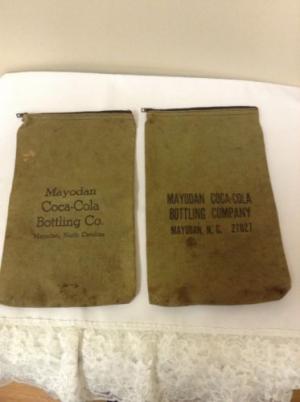 Mayodan
Coca-Cola
Bottling Co.
Mayodan, North Carolina
MAYODAN COCA-COLA
BOTTLING COMPANY
MAYODAN, N. C. 27027